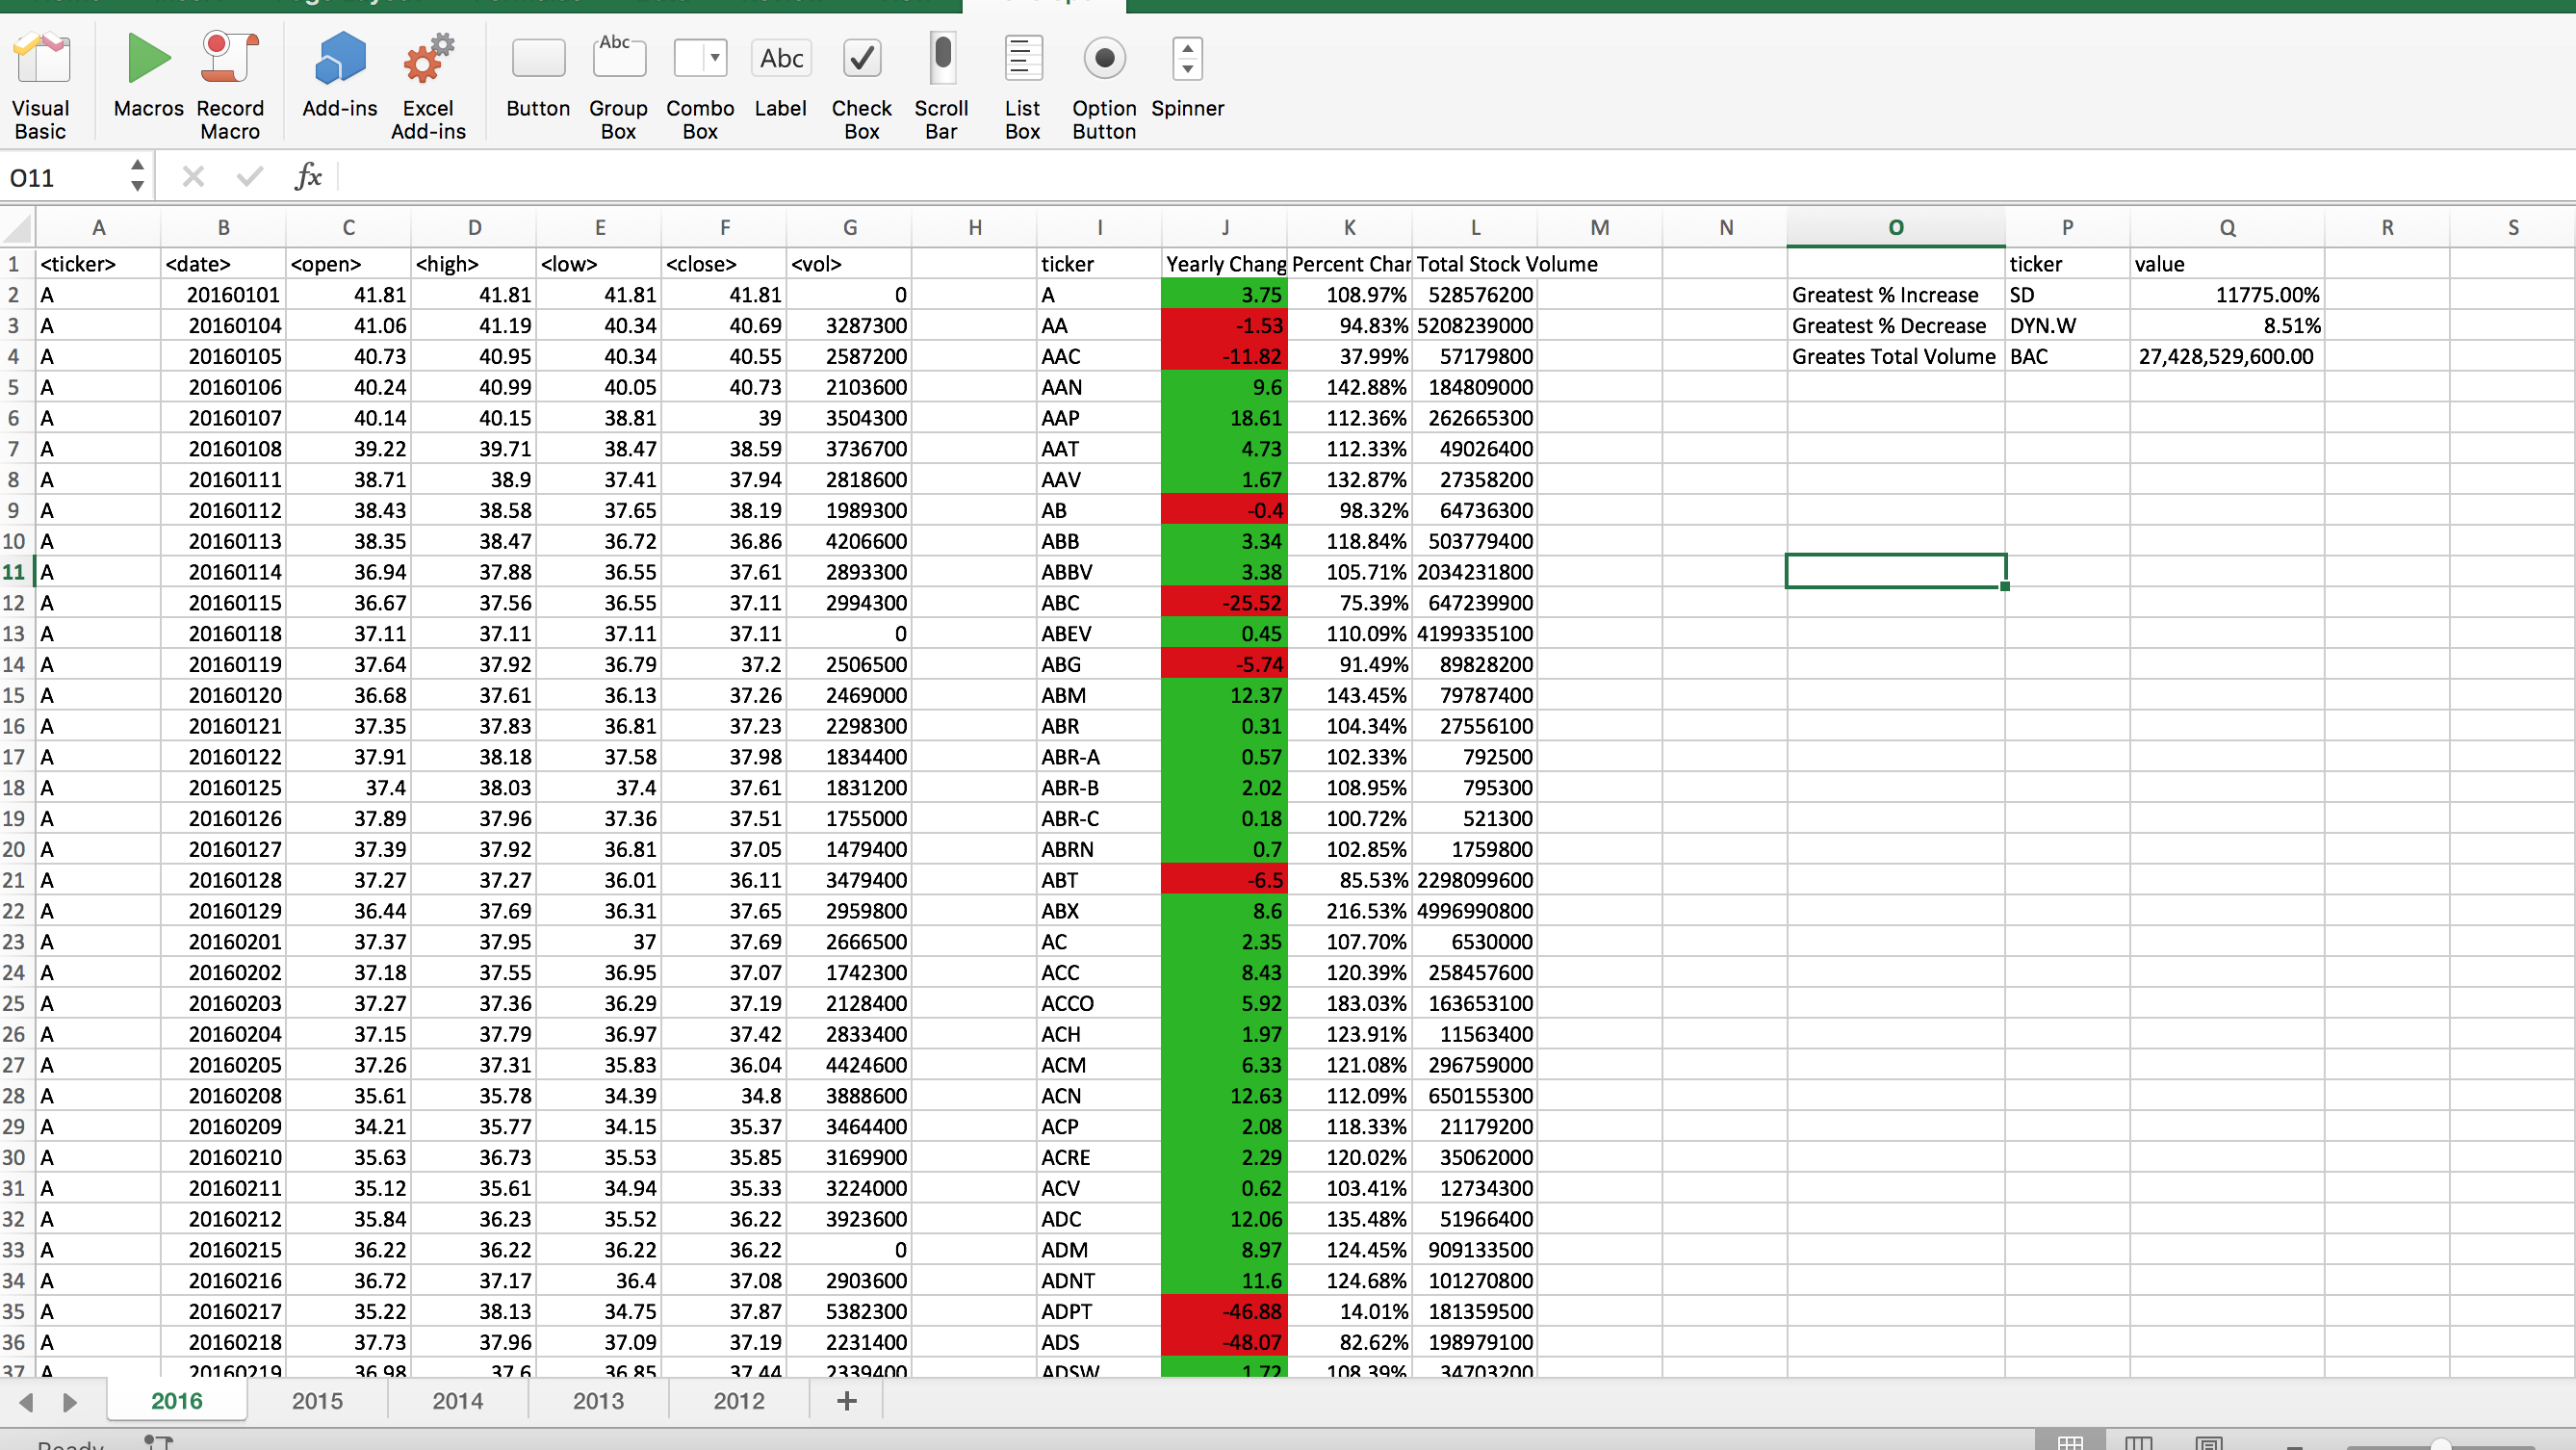 Visual Basic
Macros
Record Macro
Add-ins
Excel Add-ins
Button
Abc
Group Box
Combo Box
Abc
Label
Check Box
Scroll Bar
List Box
Option Button
Spinner
O11 fx
A B C D E F G H I J K L M N O P Q R S
1 <ticker> <date> <open> <high> <low> <close> <vol> ticker Yearly Chang Percent Char Total Stock Volume ticker value
2 A 20160101 41.81 41.81 41.81 41.81 0 A 3.75 108.97% 528576200 Greatest % Increase SD 11775.00%
3 A 20160104 41.06 41.19 40.34 40.69 3287300 AA -1.53 94.83% 5208239000 Greatest % Decrease DYN.W 8.51%
4 A 20160105 40.73 40.95 40.34 40.55 2587200 AAC -11.82 37.99% 57179800 Greates Total Volume BAC 27,428,529,600.00
5 A 20160106 40.24 40.99 40.05 40.73 2103600 AAN 9.6 142.88% 184809000
6 A 20160107 40.14 40.15 38.81 39 3504300 AAP 18.61 112.36% 262665300
7 A 20160108 39.22 39.71 38.47 38.59 3736700 AAT 4.73 112.33% 49026400
8 A 20160111 38.71 38.9 37.41 37.94 2818600 AAV 1.67 132.87% 27358200
9 A 20160112 38.43 38.58 37.65 38.19 1989300 AB -0.4 98.32% 64736300
10 A 20160113 38.35 38.47 36.72 36.86 4206600 ABB 3.34 118.84% 503779400
11 A 20160114 36.94 37.88 36.55 37.61 2893300 ABBV 3.38 105.71% 2034231800
12 A 20160115 36.67 37.56 36.55 37.11 2994300 ABC -25.52 75.39% 647239900
13 A 20160118 37.11 37.11 37.11 37.11 0 ABEV 0.45 110.09% 4199335100
14 A 20160119 37.64 37.92 36.79 37.2 2506500 ABG -5.74 91.49% 89828200
15 A 20160120 36.68 37.61 36.13 37.26 2469000 ABM 12.37 143.45% 79787400
16 A 20160121 37.35 37.83 36.81 37.23 2298300 ABR 0.31 104.34% 27556100
17 A 20160122 37.91 38.18 37.58 37.98 1834400 ABR-A 0.57 102.33% 792500
18 A 20160125 37.4 38.03 37.4 37.61 1831200 ABR-B 2.02 108.95% 795300
19 A 20160126 37.89 37.96 37.36 37.51 1755000 ABR-C 0.18 100.72% 521300
20 A 20160127 37.39 37.92 36.81 37.05 1479400 ABRN 0.7 102.85% 1759800
21 A 20160128 37.27 37.27 36.01 36.11 3479400 ABT -6.5 85.53% 2298099600
22 A 20160129 36.44 37.69 36.31 37.65 2959800 ABX 8.6 216.53% 4996990800
23 A 20160201 37.37 37.95 37 37.69 2666500 AC 2.35 107.70% 6530000
24 A 20160202 37.18 37.55 36.95 37.07 1742300 ACC 8.43 120.39% 258457600
25 A 20160203 37.27 37.36 36.29 37.19 2128400 ACCO 5.92 183.03% 163653100
26 A 20160204 37.15 37.79 36.97 37.42 2833400 ACH 1.97 123.91% 11563400
27 A 20160205 37.26 37.31 35.83 36.04 4424600 ACM 6.33 121.08% 296759000
28 A 20160208 35.61 35.78 34.39 34.8 3888600 ACN 12.63 112.09% 650155300
29 A 20160209 34.21 35.77 34.15 35.37 3464400 ACP 2.08 118.33% 21179200
30 A 20160210 35.63 36.73 35.53 35.85 3169900 ACRE 2.29 120.02% 35062000
31 A 20160211 35.12 35.61 34.94 35.33 3224000 ACV 0.62 103.41% 12734300
32 A 20160212 35.84 36.23 35.52 36.22 3923600 ADC 12.06 135.48% 51966400
33 A 20160215 36.22 36.22 36.22 36.22 0 ADM 8.97 124.45% 909133500
34 A 20160216 36.72 37.17 36.4 37.08 2903600 ADNT 11.6 124.68% 101270800
35 A 20160217 35.22 38.13 34.75 37.87 5382300 ADPT -46.88 14.01% 181359500
36 A 20160218 37.73 37.96 37.09 37.19 2231400 ADS -48.07 82.62% 198979100
37 A 20160219 36.98 37.6 36.85 37.44 2339400 ADSW 1.72 108.39% 34703200
2016 2015 2014 2013 2012 +
Ready